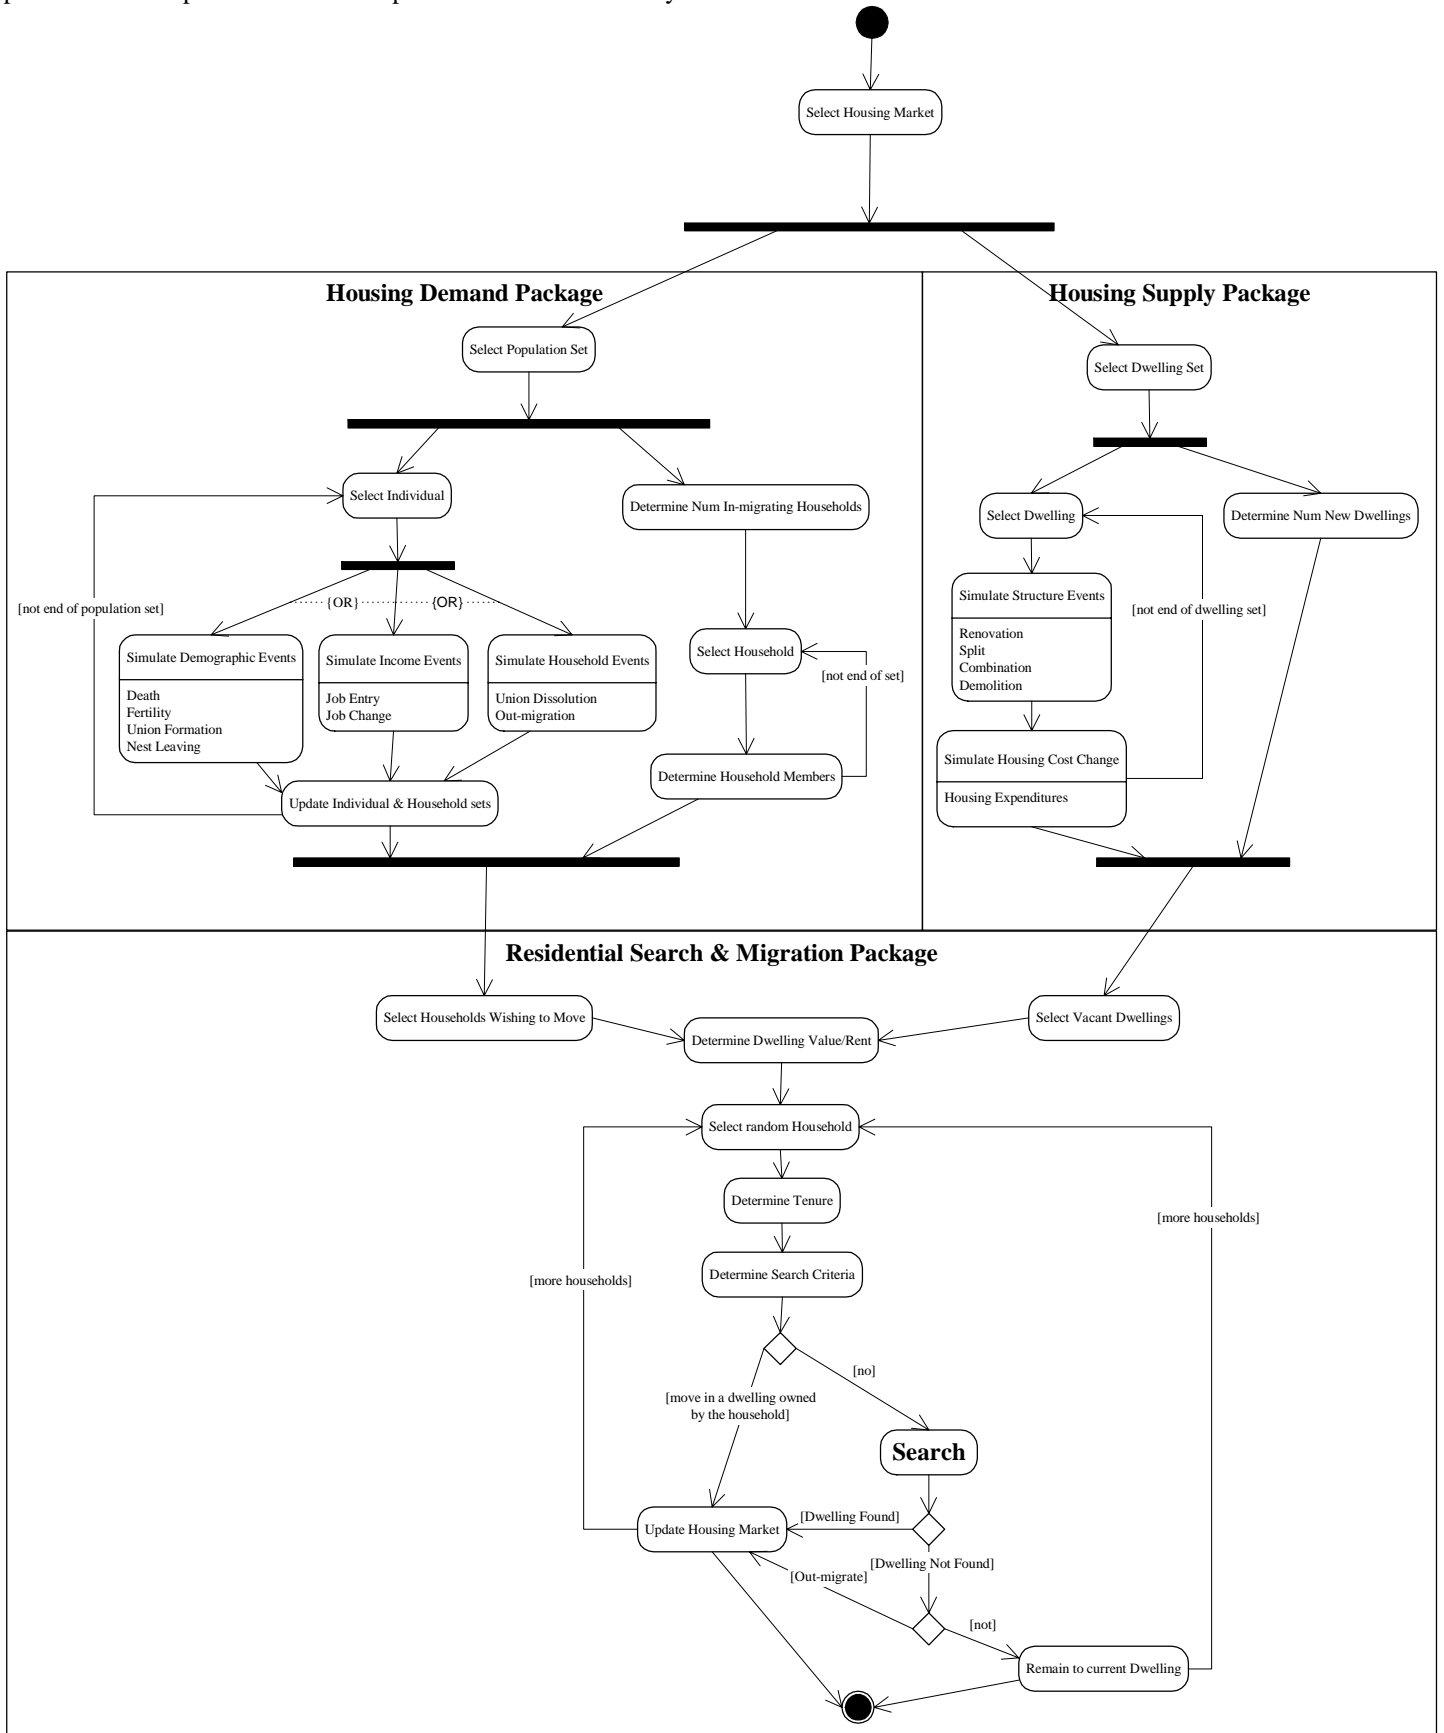 Select Housing Market
Housing Demand Package
Housing Supply Package
Select Population Set
Select Dwelling Set
Select Individual
Determine Num In-migrating Households
Select Dwelling
Determine Num New Dwellings
[not end of population set]
{OR}
{OR}
[not end of dwelling set]
Simulate Demographic Events
Death
Fertility
Union Formation
Nest Leaving
Simulate Income Events
Job Entry
Job Change
Simulate Household Events
Union Dissolution
Out-migration
Select Household
[not end of set]
Determine Household Members
Simulate Structure Events
Renovation
Split
Combination
Demolition
Simulate Housing Cost Change
Housing Expenditures
Update Individual & Household sets
Residential Search & Migration Package
Select Households Wishing to Move
Select Vacant Dwellings
Determine Dwelling Value/Rent
Select random Household
Determine Tenure
[more households]
Determine Search Criteria
[more households]
[no]
[move in a dwelling owned
by the household]
Search
[Dwelling Found]
Update Housing Market
[Dwelling Not Found]
[Out-migrate]
[not]
Remain to current Dwelling